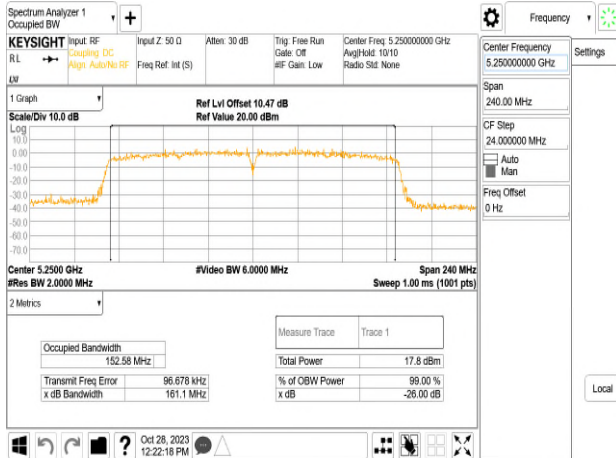 Spectrum Analyzer 1
Occupied BW
+
Frequency
KEYSIGHT Input: RF Input Z: 50 Ω Atten: 30 dB Trig: Free Run Center Freq: 5.250000000 GHz
RL Coupling: DC Gate: Off Avg|Hold: 10/10
Align: Auto/No RF Freq Ref: Int (S) #IF Gain: Low Radio Std: None
Center Frequency
5.250000000 GHz
Settings
Span
240.00 MHz
CF Step
24.000000 MHz
Auto
Man
Freq Offset
0 Hz
Local
1 Graph
Ref Lvl Offset 10.47 dB
Scale/Div 10.0 dB Ref Value 20.00 dBm
Log
10.0
0.00
-10.0
-20.0
-30.0
-40.0
-50.0
-60.0
-70.0
Center 5.2500 GHz #Video BW 6.0000 MHz Span 240 MHz
#Res BW 2.0000 MHz Sweep 1.00 ms (1001 pts)
2 Metrics
Measure Trace Trace 1
Occupied Bandwidth
152.58 MHz Total Power 17.8 dBm
Transmit Freq Error 96.678 kHz % of OBW Power 99.00 %
x dB Bandwidth 161.1 MHz x dB -26.00 dB
? Oct 28, 2023
12:22:18 PM